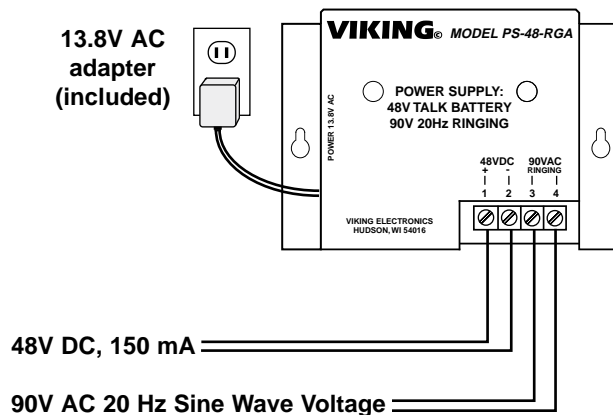 13.8V AC
adapter
(included)
VIKING© MODEL PS-48-RGA
POWER SUPPLY:
48V TALK BATTERY
90V 20Hz RINGING
POWER 13.8V AC
48VDC 90VAC
+ - RINGING
1 2 3 4
VIKING ELECTRONICS
HUDSON, WI 54016
48V DC, 150 mA
90V AC 20 Hz Sine Wave Voltage